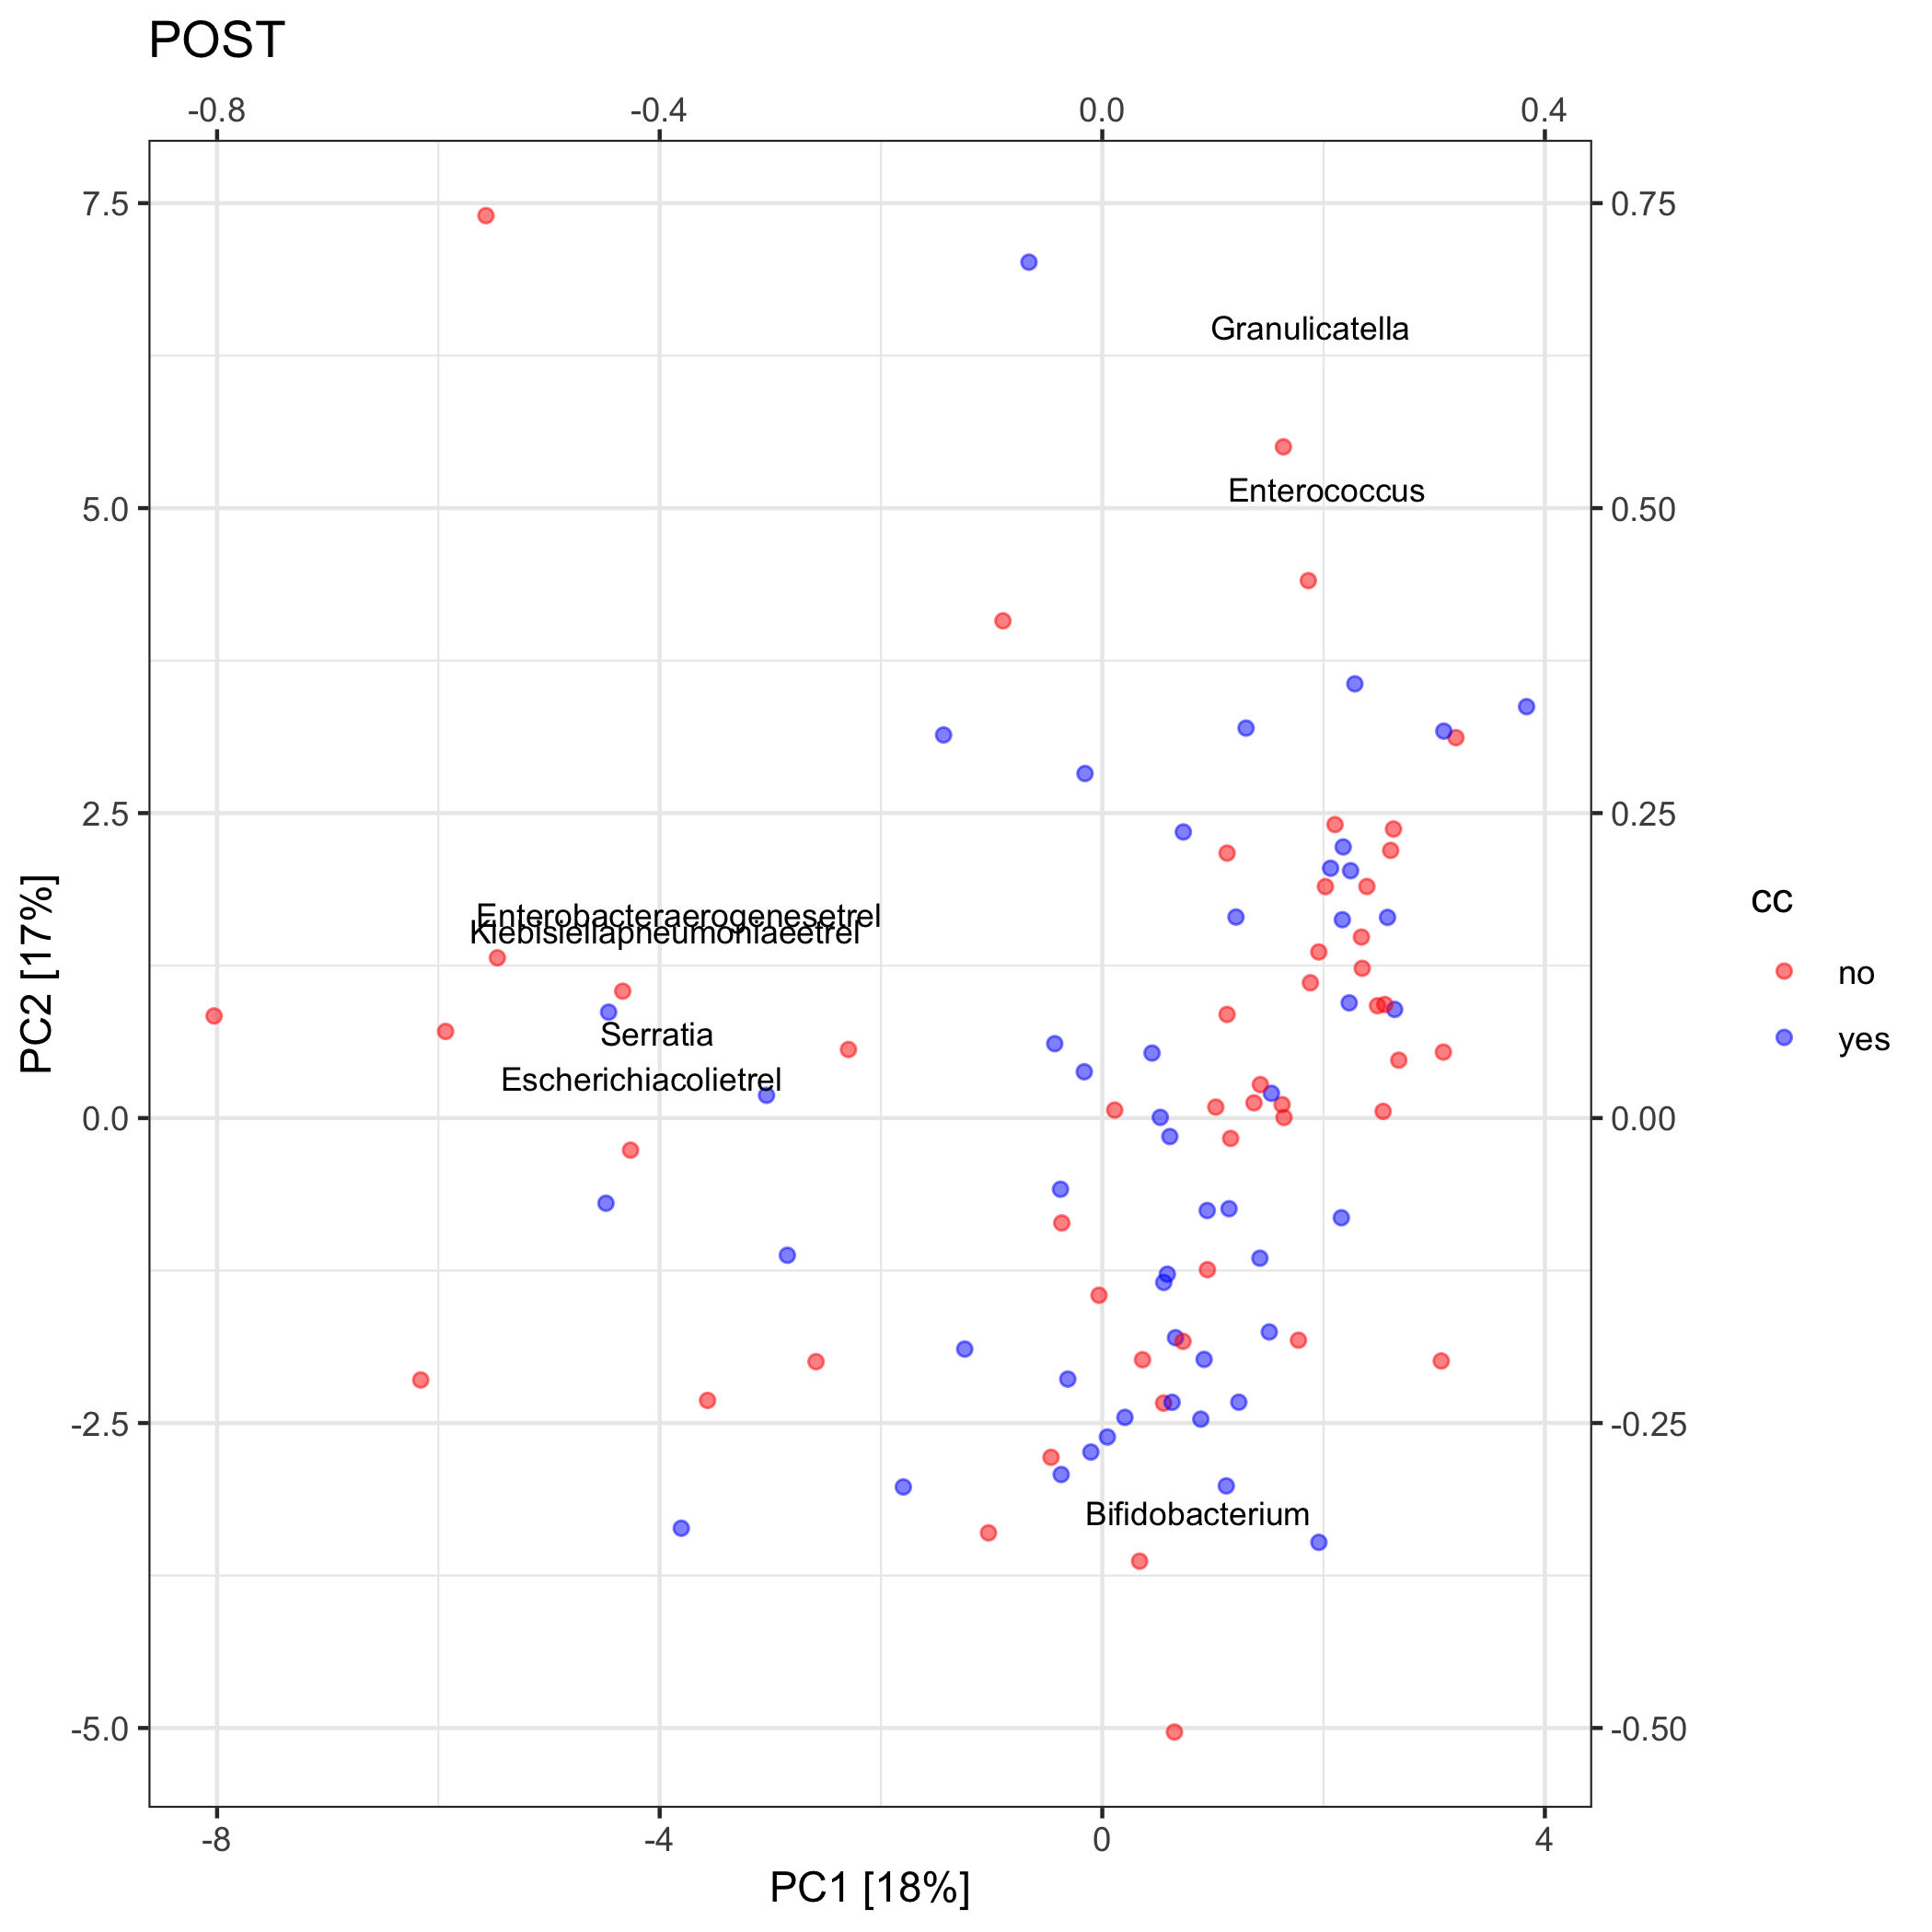 POST
-0.8 -0.4 0.0 0.4
7.5 0.75
Granulicatella
Enterococcus
5.0 0.50
2.5 0.25
Enterobacteraerogenesetrel
Klebisiellapneumoniaeetrel
Serratia
Escherichiacolietrel
0.0 0.00
-2.5 -0.25
Bifidobacterium
-5.0 -0.50
-8 -4 0 4
PC1 [18%]
PC2 [17%]
cc
no
yes